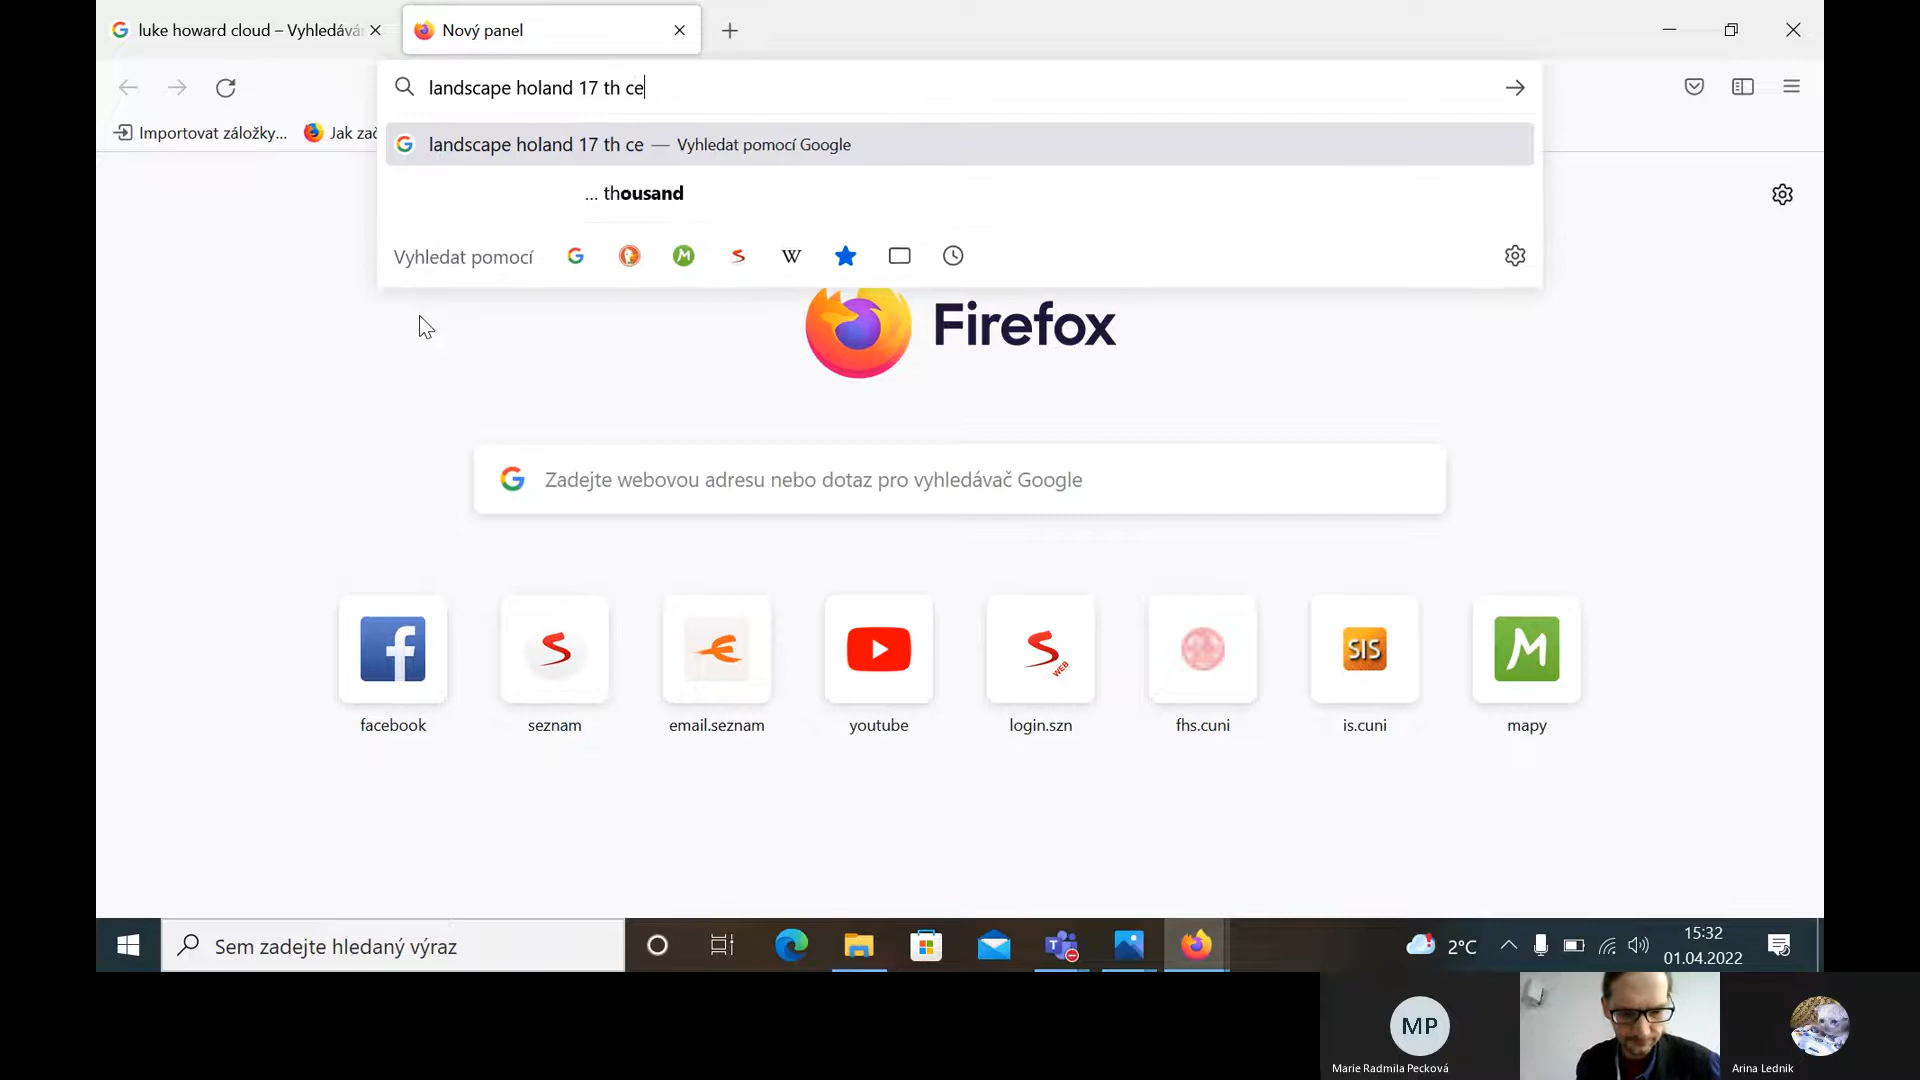 luke howard cloud – Vyhledává
Nový panel
landscape holand 17 th ce
Importovat záložky...
Jak zač
landscape holand 17 th ce — Vyhledat pomocí Google
... thousand
Vyhledat pomocí
Firefox
Zadejte webovou adresu nebo dotaz pro vyhledávač Google
SIS
WEB
facebook
seznam
email.seznam
youtube
login.szn
fhs.cuni
is.cuni
mapy
Sem zadejte hledaný výraz
2°C
15:32
01.04.2022
MP
Marie Radmila Pecková
Arina Lednik